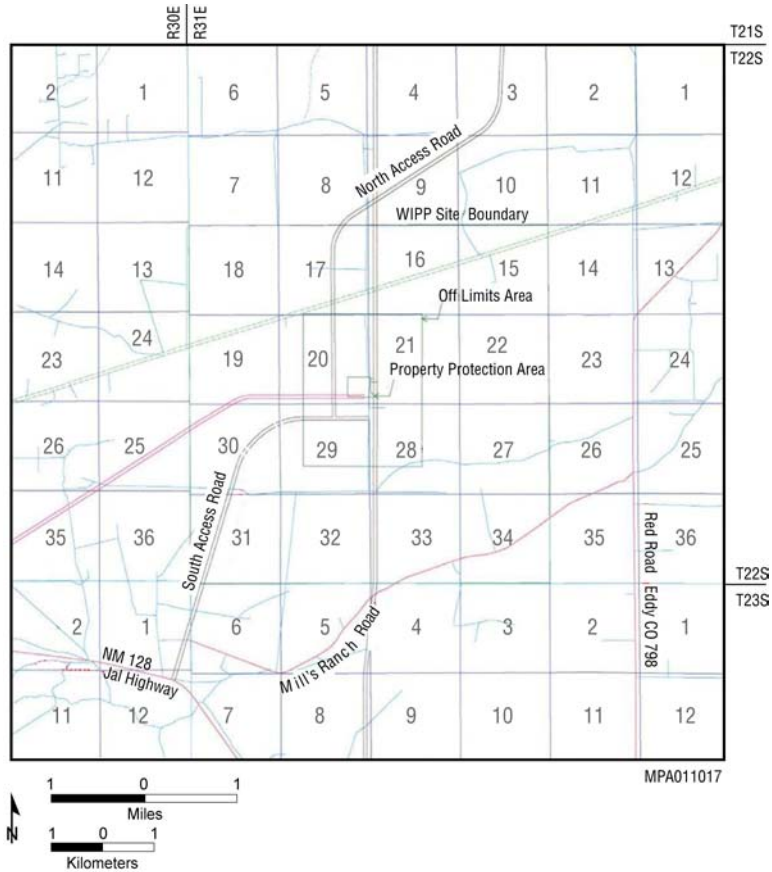 R30E
R31E
T21S
T22S
2 1 6 5 4 3 2 1
North Access Road
11 12 7 8 9 10 11 12
WIPP Site Boundary
14 13 18 17 16 15 14 13
Off Limits Area
23 24 19 20 21 22 23 24
Property Protection Area
26 25 30 29 28 27 26 25
South Access Road
35 36 31 32 33 34 35 36
Red Road Eddy CO 798
T22S
T23S
2 1 6 5 4 3 2 1
NM 128
Jal Highway
Mill's Ranch Road
11 12 7 8 9 10 11 12
MPA011017
1 0 1
Miles
N
1 0 1
Kilometers